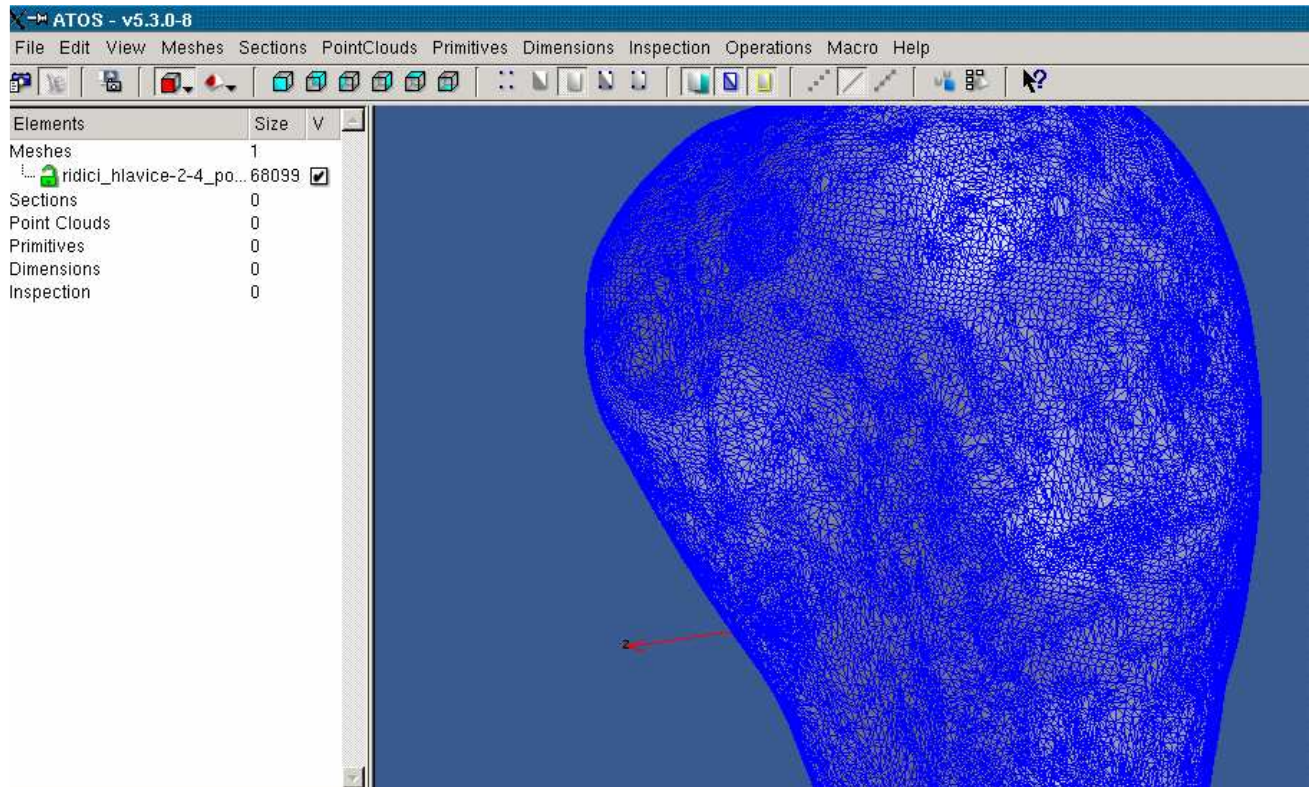 ATOS - v5.3.0-8
File Edit View Meshes Sections PointClouds Primitives Dimensions Inspection Operations Macro Help
Elements Size V
Meshes 1
ridici_hlavice-2-4_po... 68099
Sections 0
Point Clouds 0
Primitives 0
Dimensions 0
Inspection 0
z